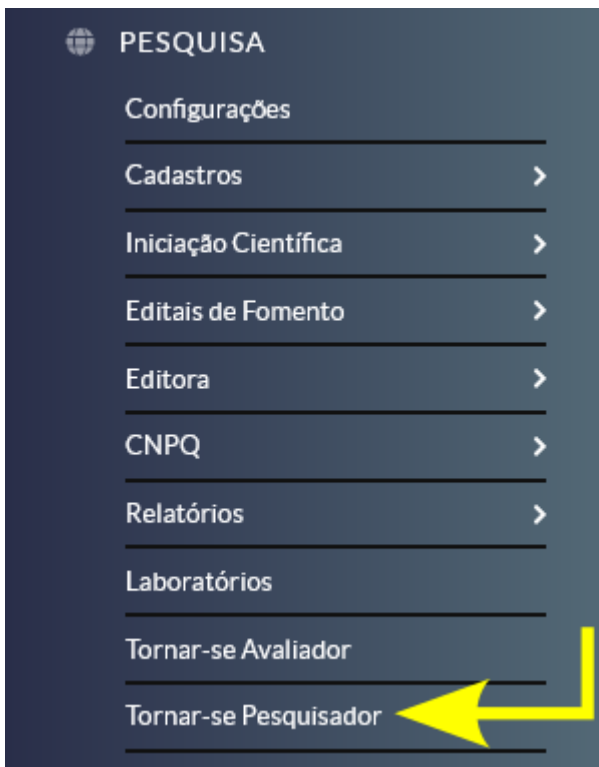 PESQUISA
Configurações
Cadastros
Iniciação Científica
Editais de Fomento
Editora
CNPQ
Relatórios
Laboratórios
Tornar-se Avaliador
Tornar-se Pesquisador